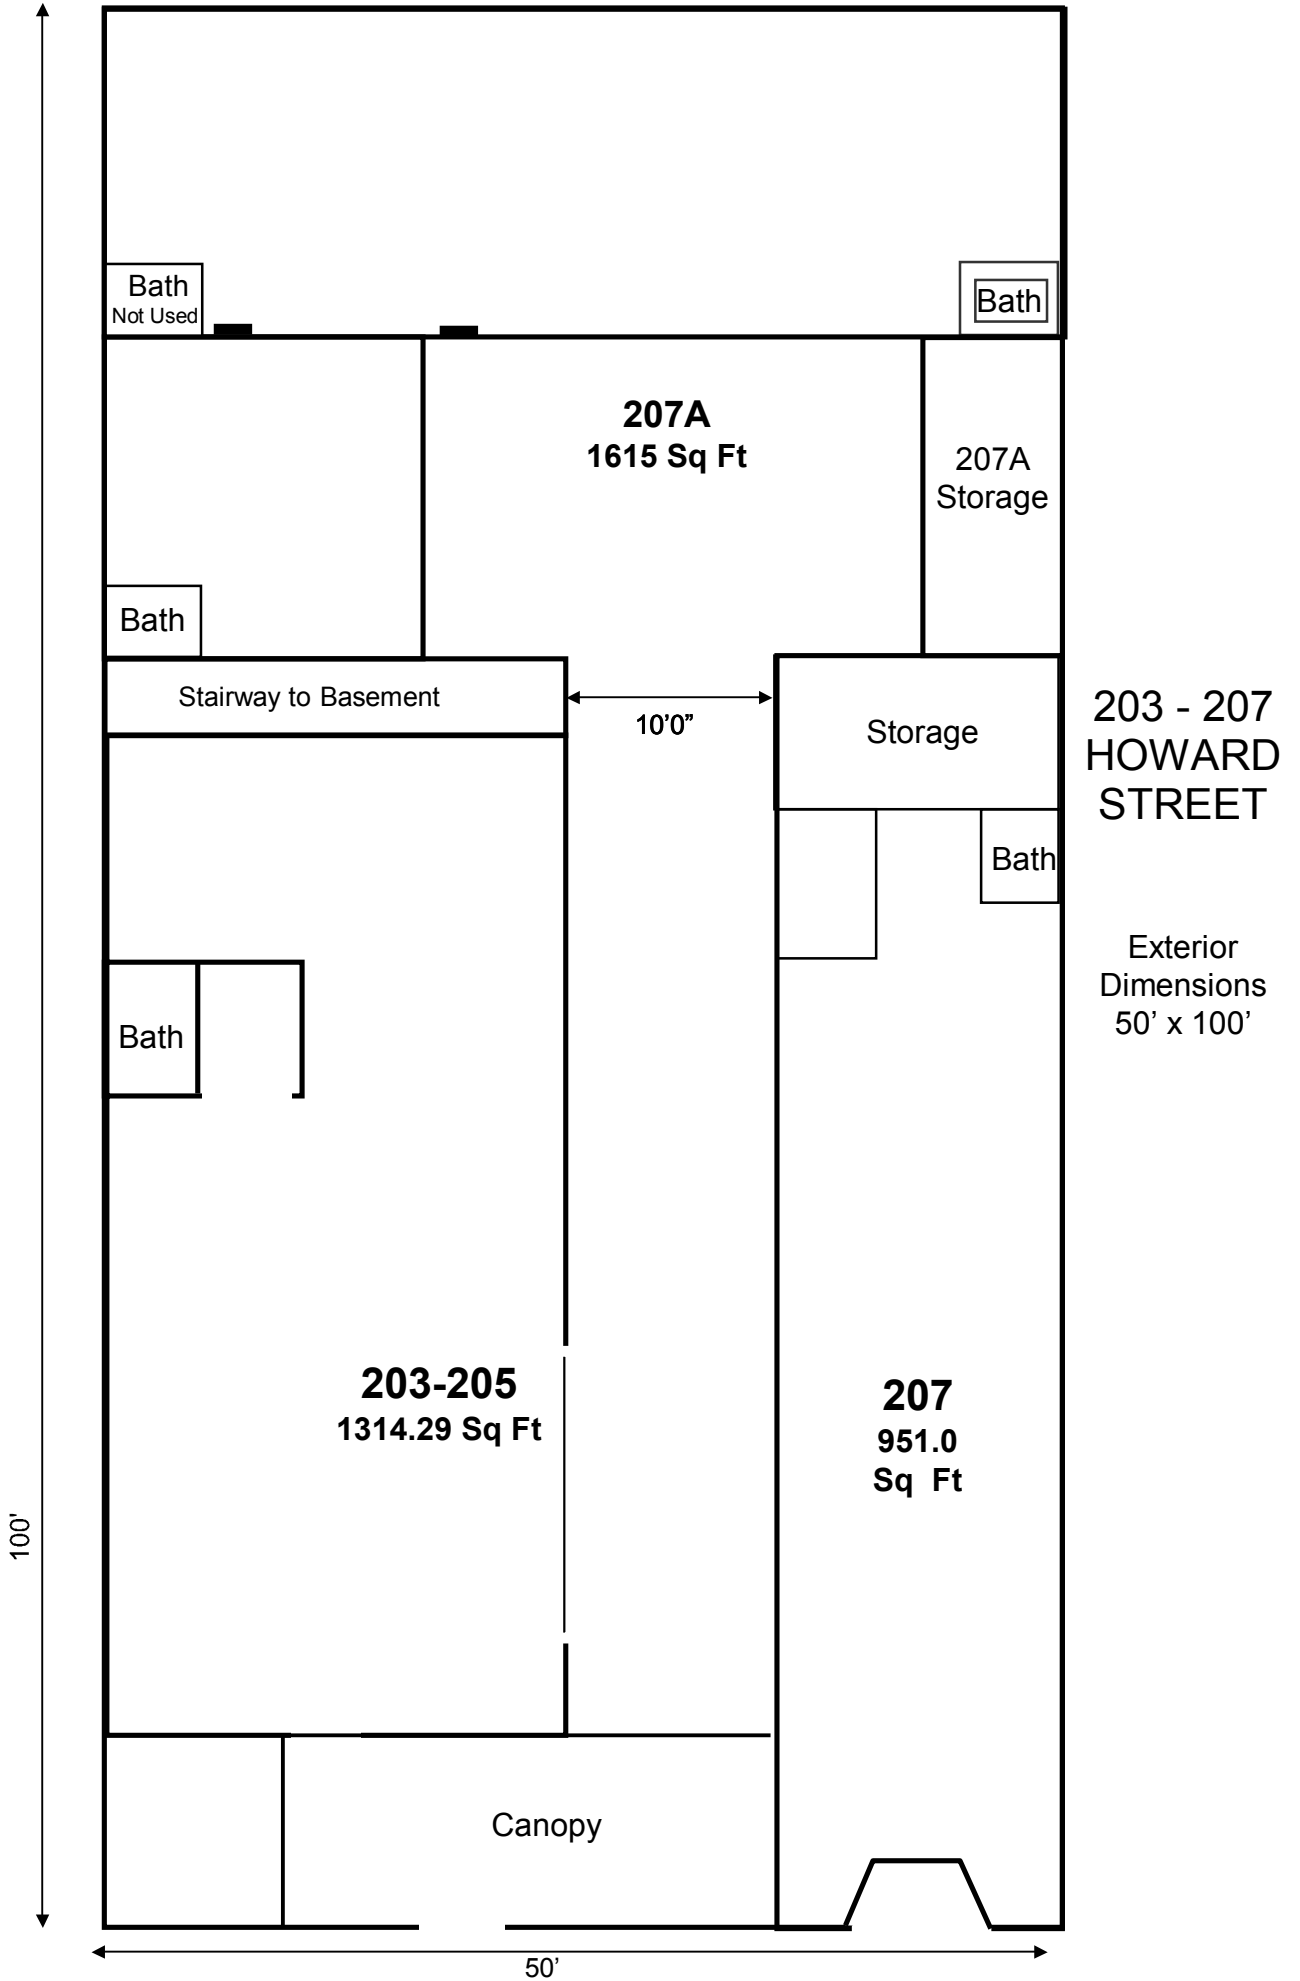 Bath
Not Used
Bath
207A
1615 Sq Ft
207A
Storage
Bath
Stairway to Basement
10’0”
Storage
203 - 207
HOWARD
STREET
Bath
Exterior
Dimensions
50’ x 100’
Bath
203-205
1314.29 Sq Ft
207
951.0
Sq Ft
100'
Canopy
50’